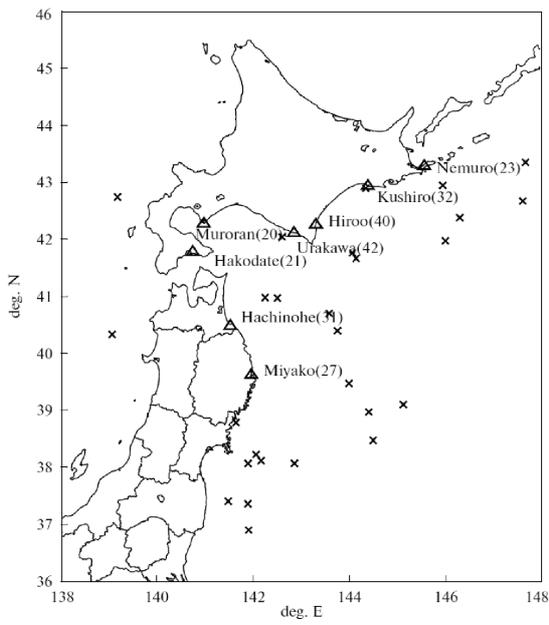 46
45
44
43
42
41
40
39
38
37
36
deg. N
Nemuro(23)
Kushiro(32)
Hiroo(40)
Muroran(20)
Urakawa(42)
Hakodate(21)
Hachinohe(31)
Miyako(27)
138
140
142
144
146
148
deg. E